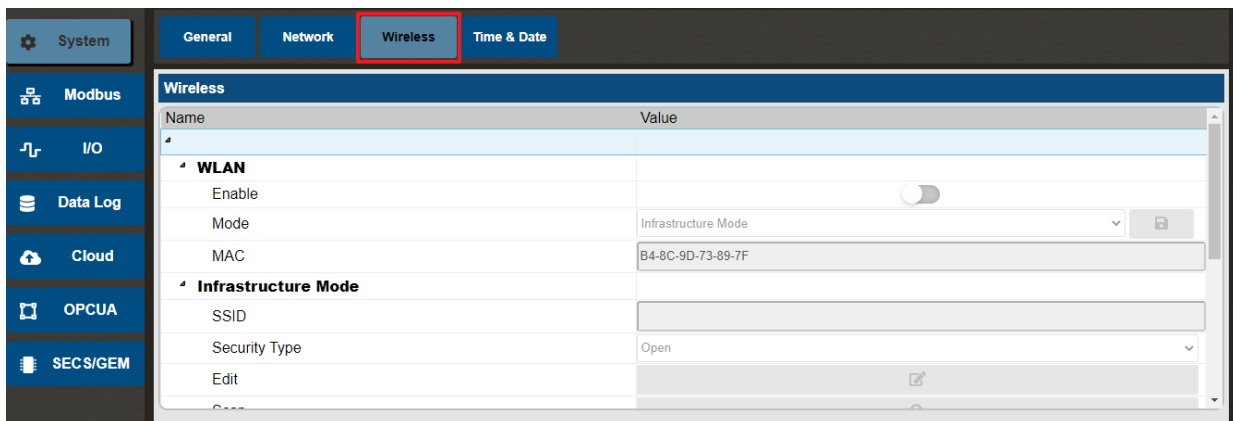 System
General Network Wireless Time & Date
Modbus
Wireless
Name Value
I/O
WLAN
Enable
Data Log
Mode Infrastructure Mode
Cloud
MAC B4-8C-9D-73-89-7F
Infrastructure Mode
OPCUA
SSID
Security Type Open
SECS/GEM
Edit